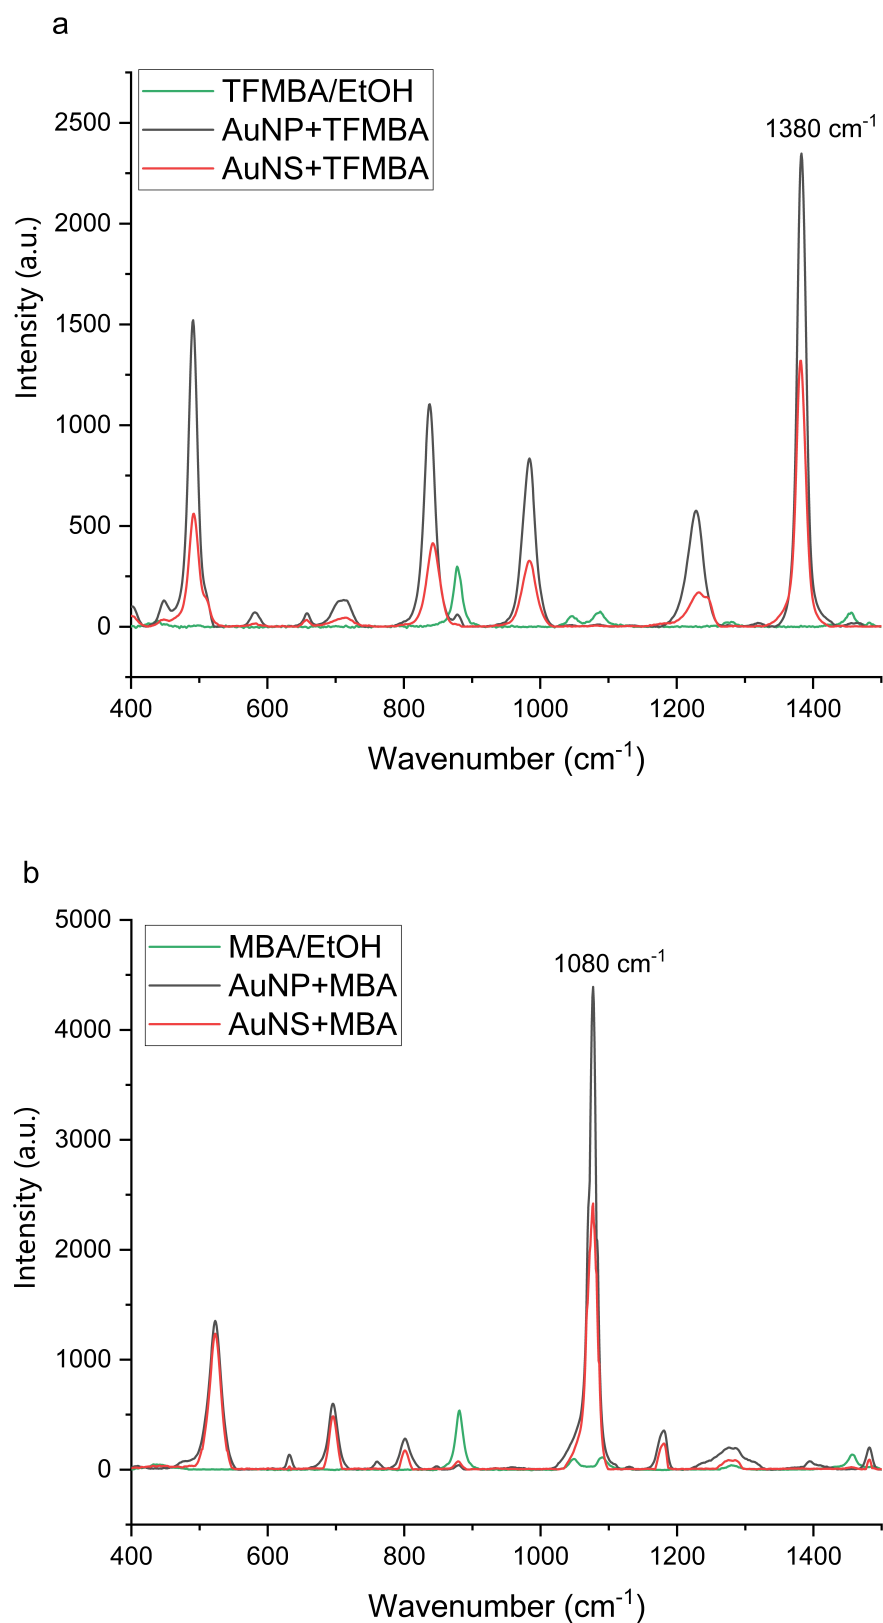 a
TFMBA/EtOH
AuNP+TFMBA
AuNS+TFMBA
1380 cm⁻¹
2500
2000
1500
1000
500
0
Intensity (a.u.)
400 600 800 1000 1200 1400
Wavenumber (cm⁻¹)
b
MBA/EtOH
AuNP+MBA
AuNS+MBA
1080 cm⁻¹
5000
4000
3000
2000
1000
0
Intensity (a.u.)
400 600 800 1000 1200 1400
Wavenumber (cm⁻¹)